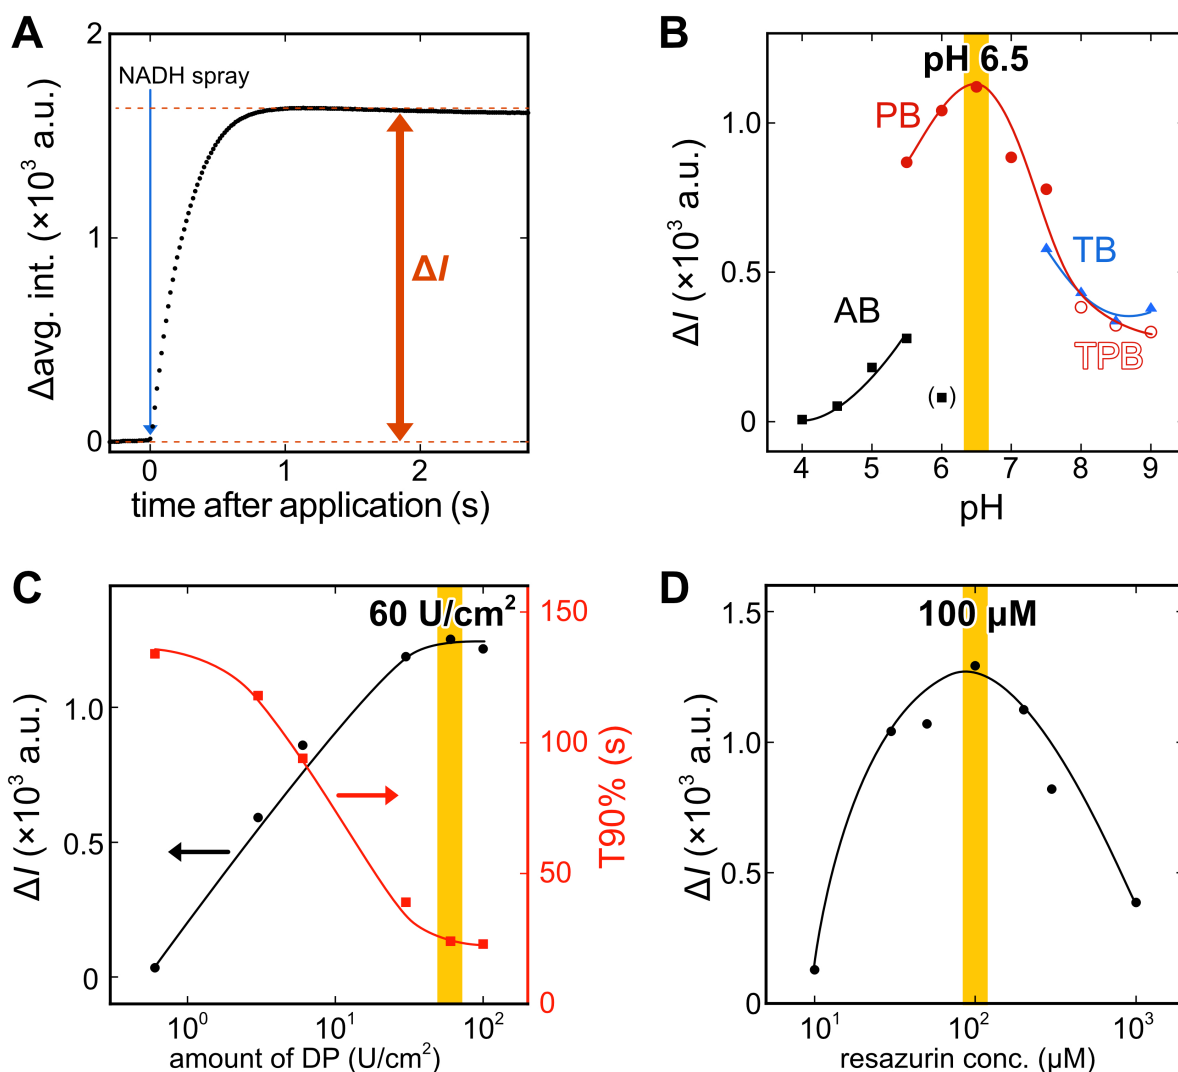 A
2
NADH spray
Δavg. int. (×10³ a.u.)
1
ΔI
0
0
1
2
time after application (s)
B
pH 6.5
PB
1.0
ΔI (×10³ a.u.)
TB
0.5
AB
TPB
( )
0
4
5
6
7
8
9
pH
C
60 U/cm²
150
1.0
ΔI (×10³ a.u.)
100
T90% (s)
0.5
50
0
0
10⁰
10¹
10²
amount of DP (U/cm²)
D
1.5
100 μM
1.0
ΔI (×10³ a.u.)
0.5
0
10¹
10²
10³
resazurin conc. (μM)